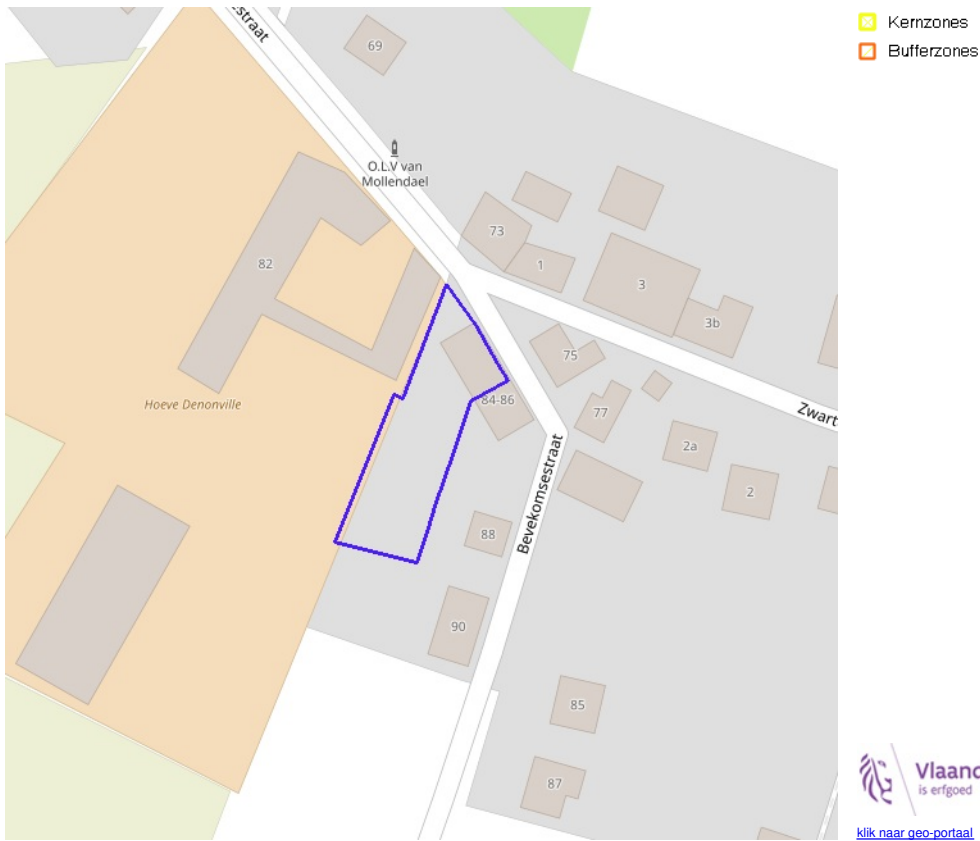 estraat
69
O.L.V van
Mollendael
73
1
3
3b
82
75
84-86
77
Hoeve Denonville
Zwart
2a
2
Bevekomsestraat
88
90
85
87
Kernzones
Bufferzones
Vlaand
is erfgoed
klik naar geo-portaal